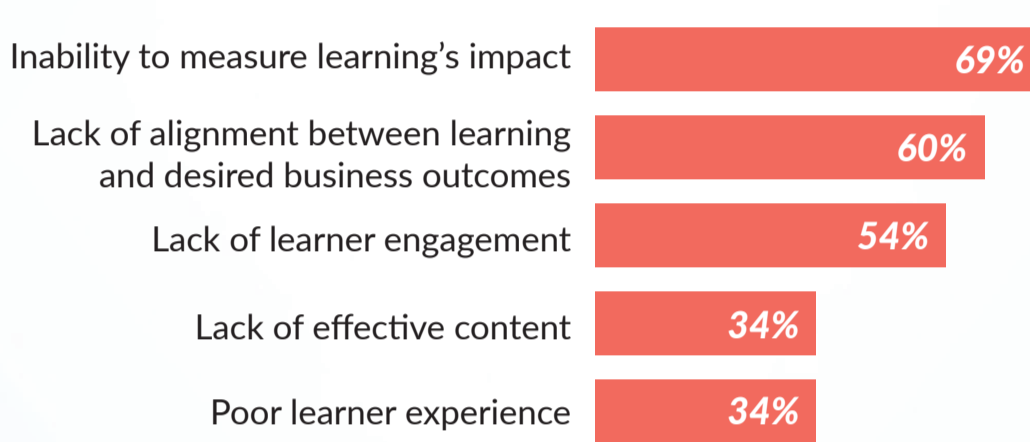 Inability to measure learning’s impact 69%
Lack of alignment between learning
and desired business outcomes 60%
Lack of learner engagement 54%
Lack of effective content 34%
Poor learner experience 34%